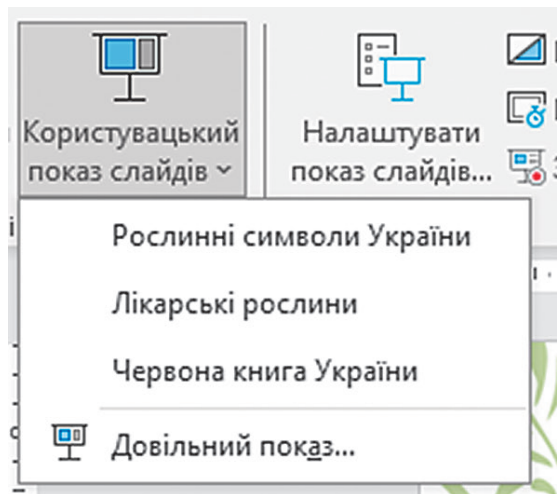 Користувацький
показ слайдів
Налаштувати
показ слайдів...
Рослинні символи України
Лікарські рослини
Червона книга України
Довільний показ...